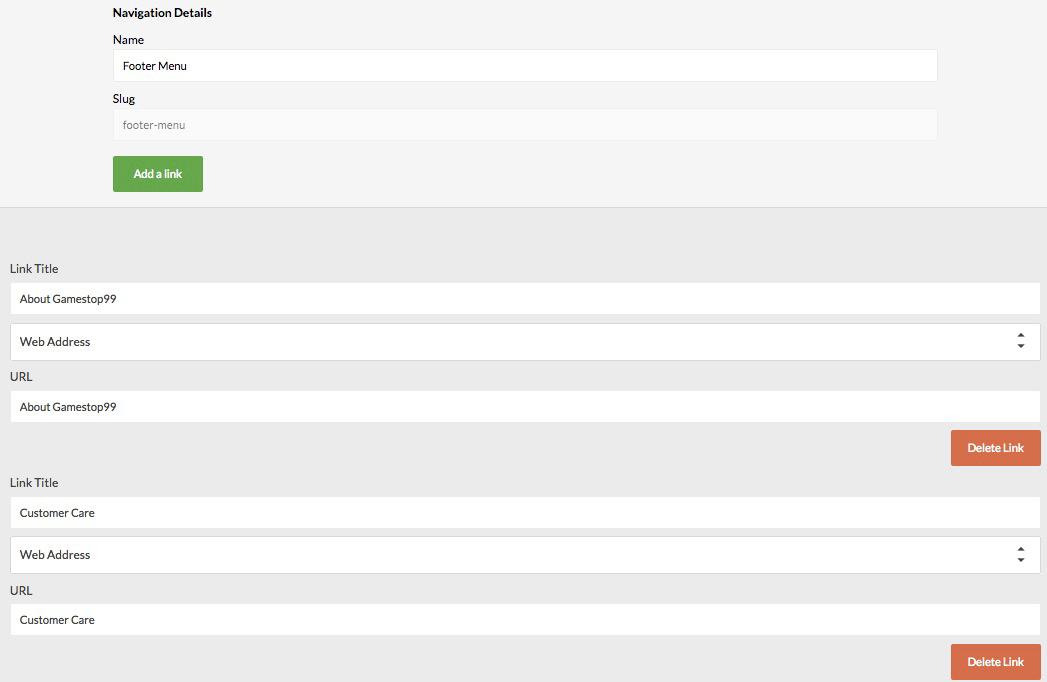 Navigation Details
Name
Footer Menu
Slug
footer-menu
Add a link
Link Title
About Gamestop99
Web Address
URL
About Gamestop99
Delete Link
Link Title
Customer Care
Web Address
URL
Customer Care
Delete Link